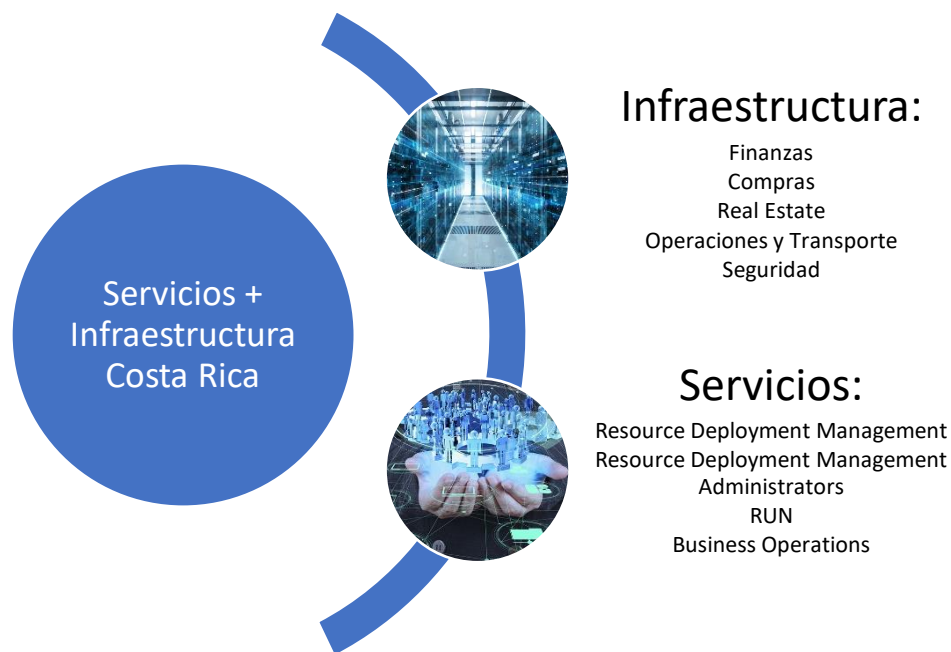 Servicios +
Infraestructura
Costa Rica
Infraestructura:
Finanzas
Compras
Real Estate
Operaciones y Transporte
Seguridad
Servicios:
Resource Deployment Management
Resource Deployment Management
Administrators
RUN
Business Operations